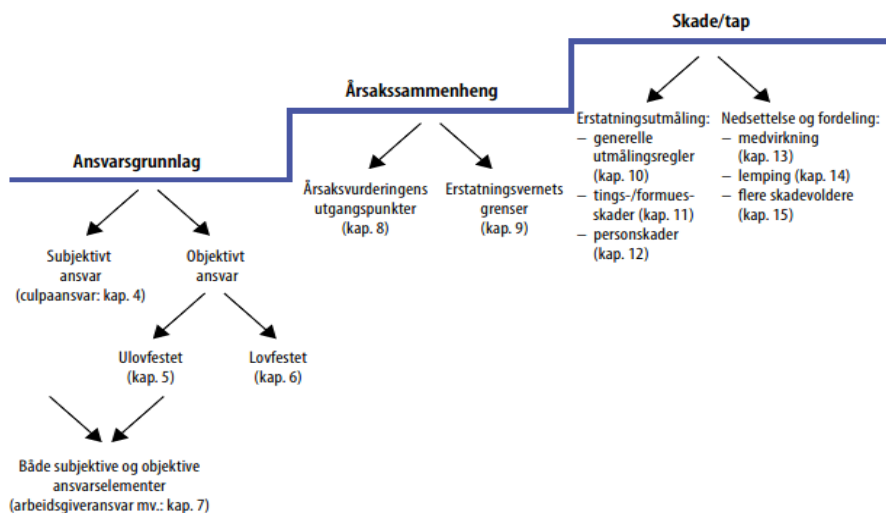 Skade/tap
Årsakssammenheng
Ansvarsgrunnlag
Erstatningsutmåling:
– generelle
utmålingsregler
(kap. 10)
– tings-/formues-
skader (kap. 11)
– personskader
(kap. 12)
Nedsettelse og fordeling:
– medvirkning
(kap. 13)
– lemping (kap. 14)
– flere skadevoldere
(kap. 15)
Årsaksvurderingens
utgangspunkter
(kap. 8)
Erstatningsvernets
grenser
(kap. 9)
Subjektivt
ansvar
(culpaansvar: kap. 4)
Objektivt
ansvar
Ulovfestet
(kap. 5)
Lovfestet
(kap. 6)
Både subjektive og objektive
ansvarselementer
(arbeidsgiveransvar mv.: kap. 7)